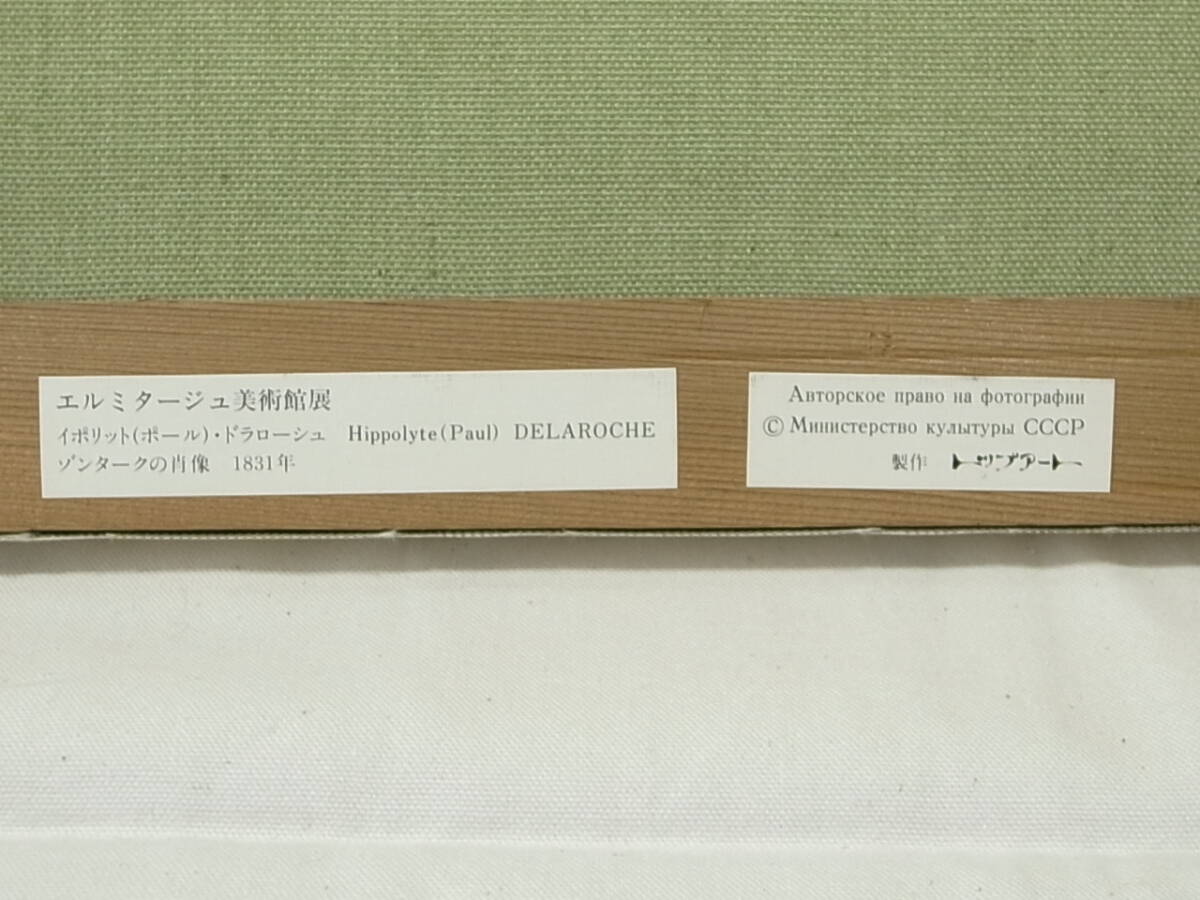 エルミタージュ美術館展
イポリット(ポール)・ドラローシュ Hippolyte(Paul) DELAROCHE
ゾンタークの肖像 1831年
Авторское право на фотографии
© Министерство культуры СССР
製作